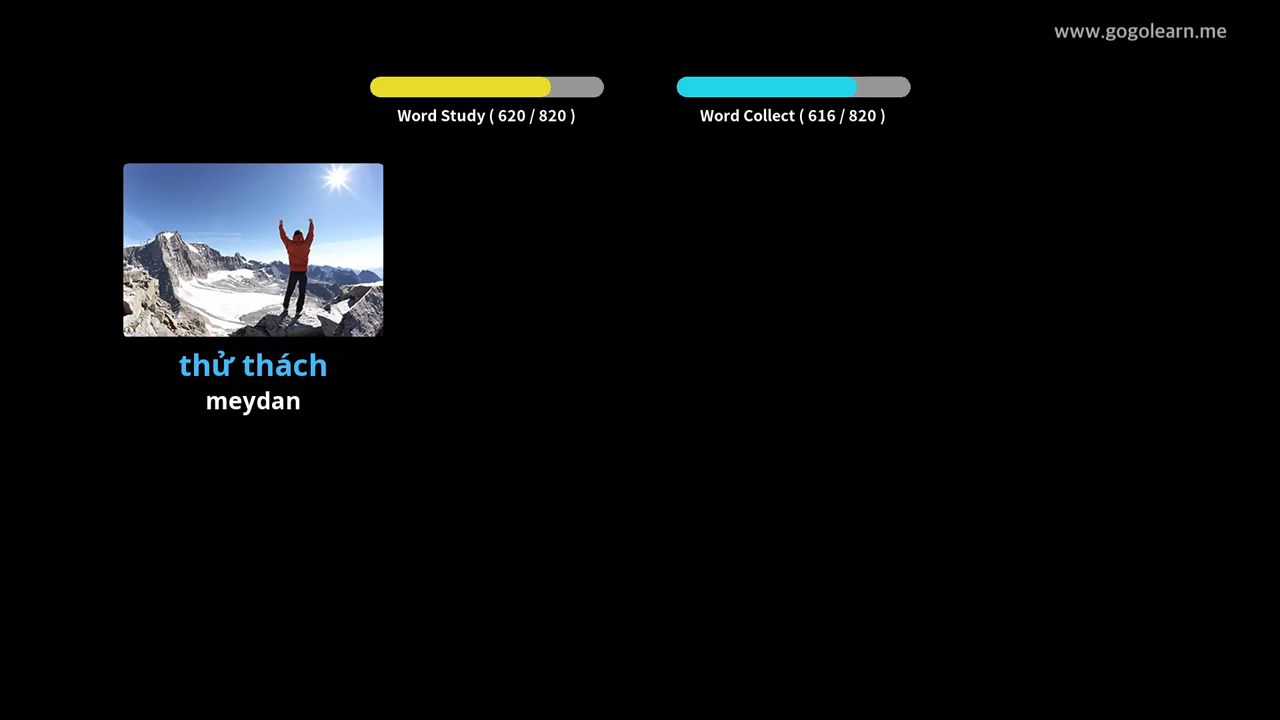 www.gogolearn.me
Word Study ( 620 / 820 )
Word Collect ( 616 / 820 )
thử thách
meydan